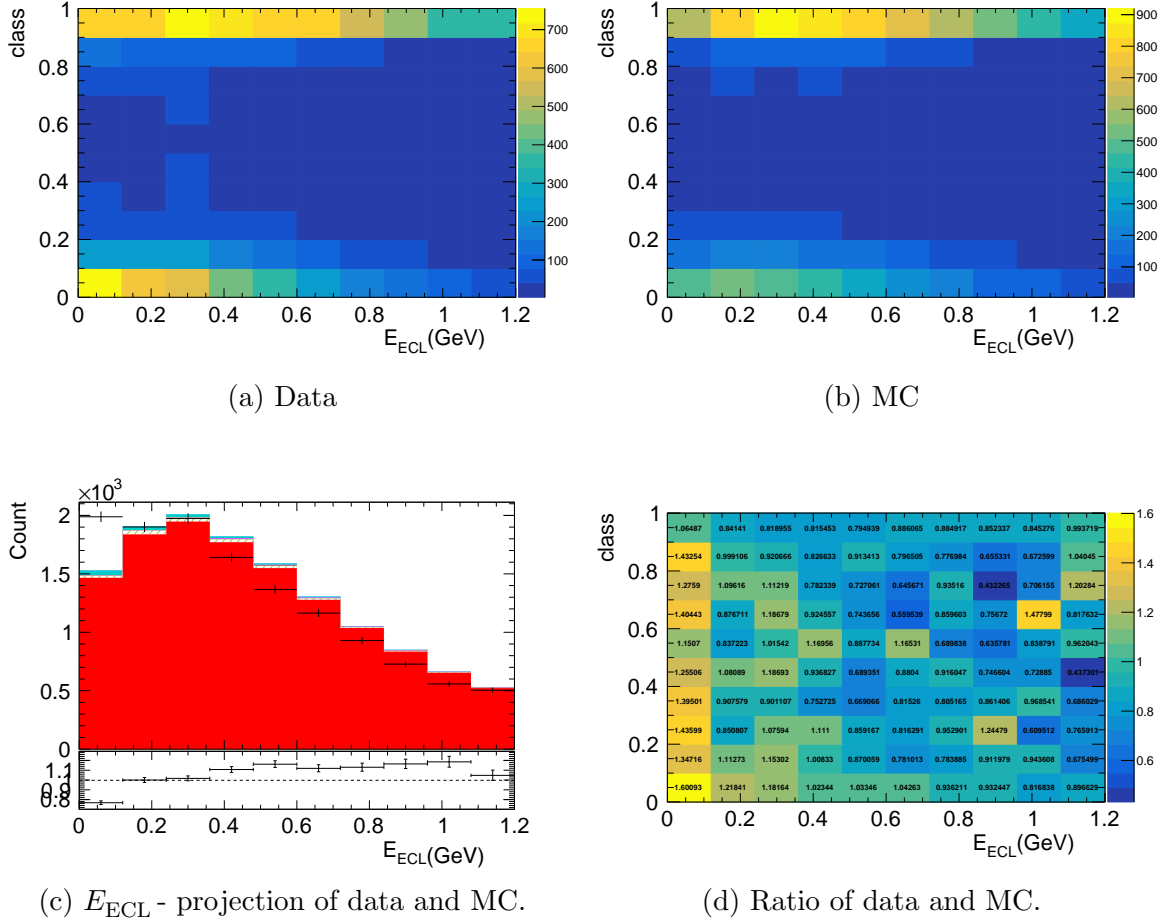 class
1
0.8
0.6
0.4
0.2
0
0 0.2 0.4 0.6 0.8 1 1.2
E_ECL(GeV)
700
600
500
400
300
200
100
(a) Data
class
1
0.8
0.6
0.4
0.2
0
0 0.2 0.4 0.6 0.8 1 1.2
E_ECL(GeV)
900
800
700
600
500
400
300
200
100
(b) MC
×10³
Count
2
1.5
1
0.5
0
1.1
1
0.9
0.8
0 0.2 0.4 0.6 0.8 1 1.2
E_ECL(GeV)
(c) E_ECL - projection of data and MC.
class
1
0.8
0.6
0.4
0.2
0
1.06487 0.84141 0.818955 0.815453 0.794939 0.886065 0.884917 0.852337 0.845276 0.993719
1.43254 0.999106 0.920666 0.826633 0.913413 0.796505 0.776984 0.655331 0.672599 1.04045
1.2759 1.09616 1.11219 0.782339 0.727061 0.645671 0.93516 0.432265 0.706155 1.20284
1.40443 0.876711 1.18679 0.924557 0.743656 0.559539 0.859603 0.75672 1.47799 0.817632
1.1507 0.837223 1.01542 1.16956 0.887734 1.16531 0.689838 0.635781 0.838791 0.962043
1.25506 1.08089 1.18693 0.936827 0.689351 0.8804 0.916047 0.746604 0.72885 0.437301
1.39501 0.907579 0.901107 0.752725 0.669066 0.81526 0.805165 0.861406 0.968541 0.686029
1.43599 0.850807 1.07594 1.111 0.859167 0.816291 0.952901 1.24479 0.609512 0.765913
1.34716 1.11273 1.15302 1.00833 0.870059 0.781013 0.783885 0.911979 0.943608 0.675499
1.60093 1.21841 1.18164 1.02344 1.03346 1.04263 0.936211 0.932447 0.816838 0.896629
0 0.2 0.4 0.6 0.8 1 1.2
E_ECL(GeV)
1.6
1.4
1.2
1
0.8
0.6
(d) Ratio of data and MC.